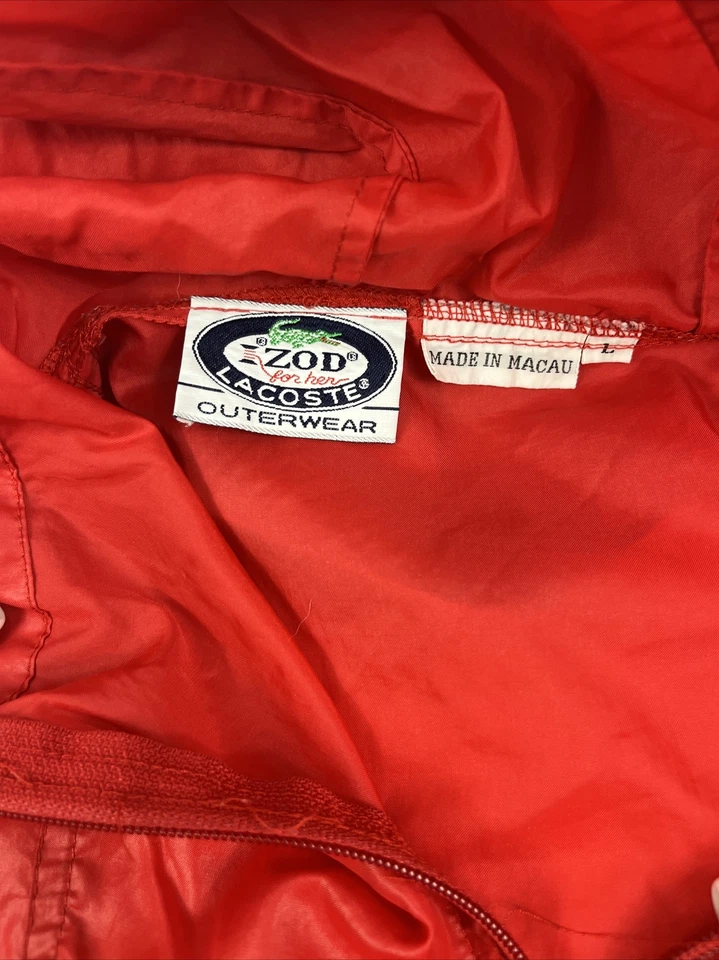 IZOD®
for her
LACOSTE®
OUTERWEAR
MADE IN MACAU
L